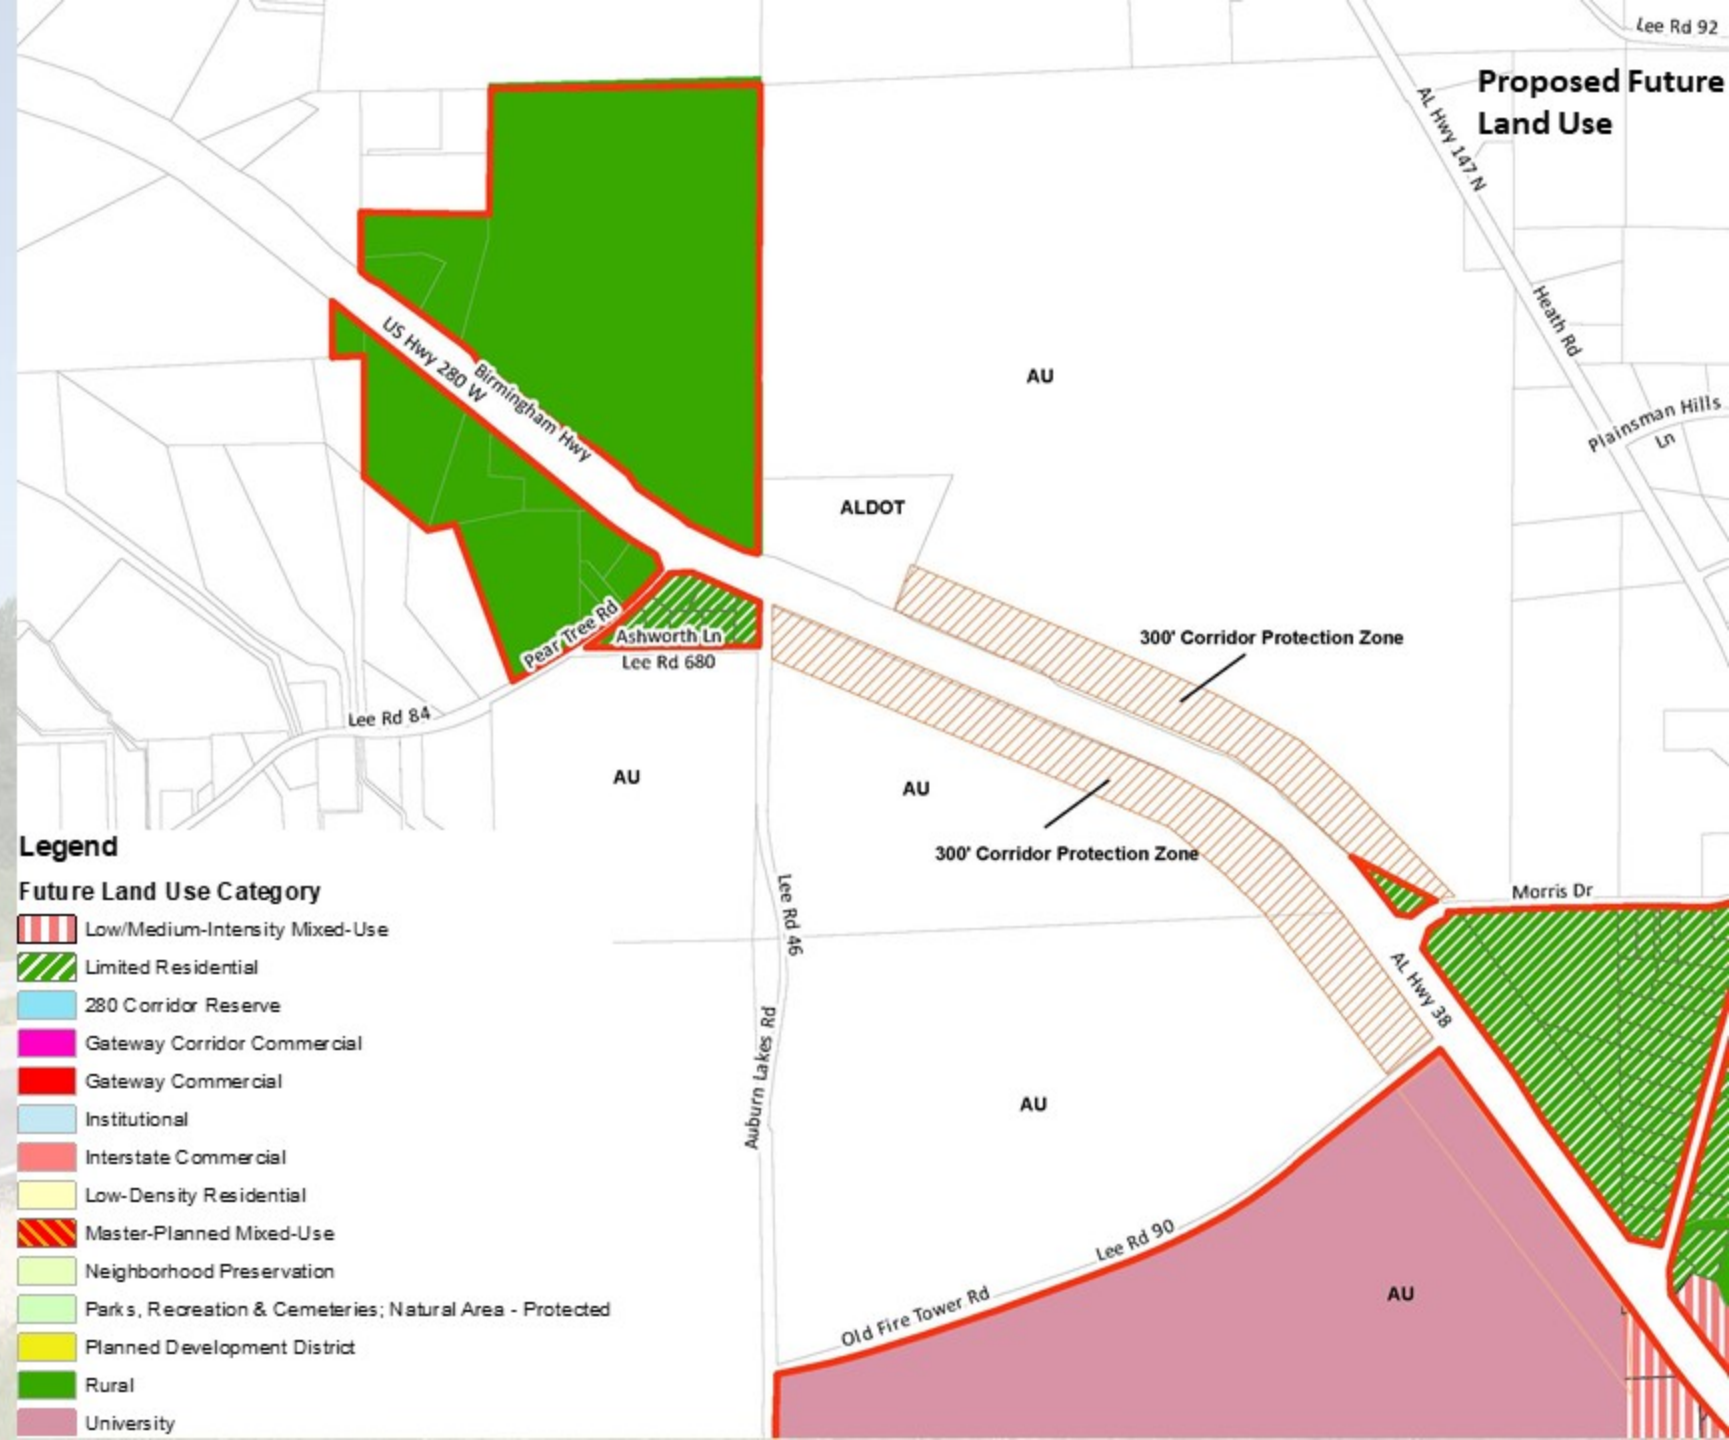 Lee Rd 92
Proposed Future
Land Use
AL Hwy 147 N
Heath Rd
US Hwy 280 W
Birmingham Hwy
AU
Plainsman Hills
Ln
ALDOT
Pear Tree Rd
Ashworth Ln
Lee Rd 680
300' Corridor Protection Zone
Lee Rd 84
AU
AU
300' Corridor Protection Zone
Lee Rd 46
Morris Dr
AL Hwy 38
Auburn Lakes Rd
AU
Lee Rd 90
Old Fire Tower Rd
AU
Legend
Future Land Use Category
Low/Medium-Intensity Mixed-Use
Limited Residential
280 Corridor Reserve
Gateway Corridor Commercial
Gateway Commercial
Institutional
Interstate Commercial
Low-Density Residential
Master-Planned Mixed-Use
Neighborhood Preservation
Parks, Recreation & Cemeteries; Natural Area - Protected
Planned Development District
Rural
University